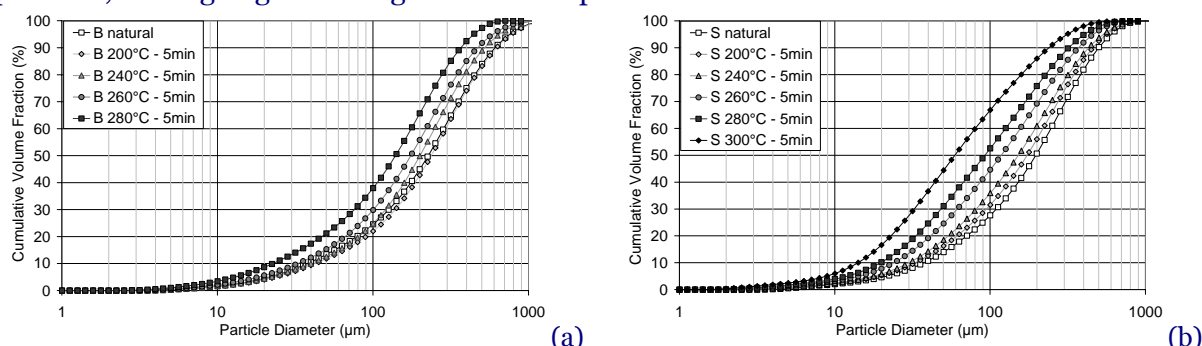 100
90
80
70
60
50
40
30
20
10
0
Cumulative Volume Fraction (%)
B natural
B 200°C - 5min
B 240°C - 5min
B 260°C - 5min
B 280°C - 5min
1 10 100 1000
Particle Diameter (µm)
(a)
100
90
80
70
60
50
40
30
20
10
0
Cumulative Volume Fraction (%)
S natural
S 200°C - 5min
S 240°C - 5min
S 260°C - 5min
S 280°C - 5min
S 300°C - 5min
1 10 100 1000
Particle Diameter (µm)
(b)